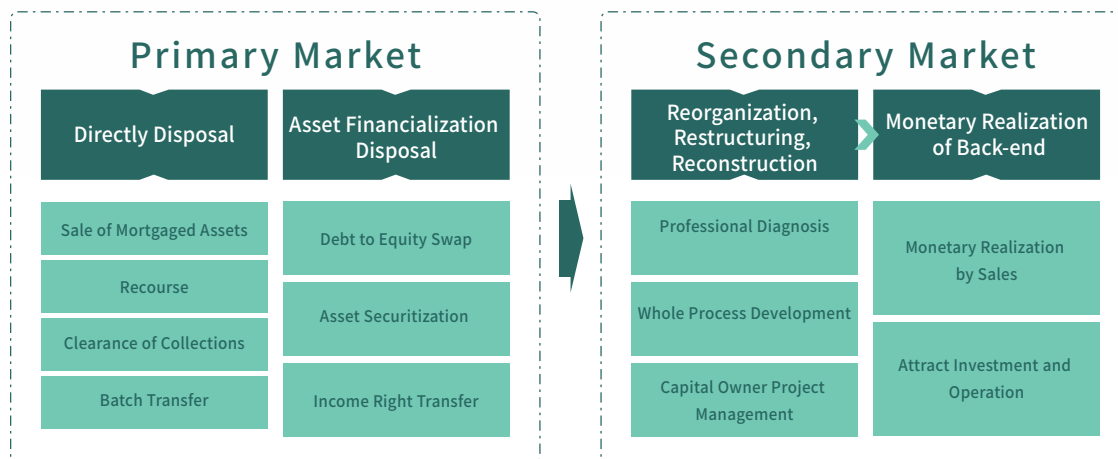 Primary Market
Directly Disposal
Asset Financialization
Disposal
Sale of Mortgaged Assets
Recourse
Clearance of Collections
Batch Transfer
Debt to Equity Swap
Asset Securitization
Income Right Transfer
Secondary Market
Reorganization,
Restructuring,
Reconstruction
Monetary Realization
of Back-end
Professional Diagnosis
Whole Process Development
Capital Owner Project
Management
Monetary Realization
by Sales
Attract Investment and
Operation